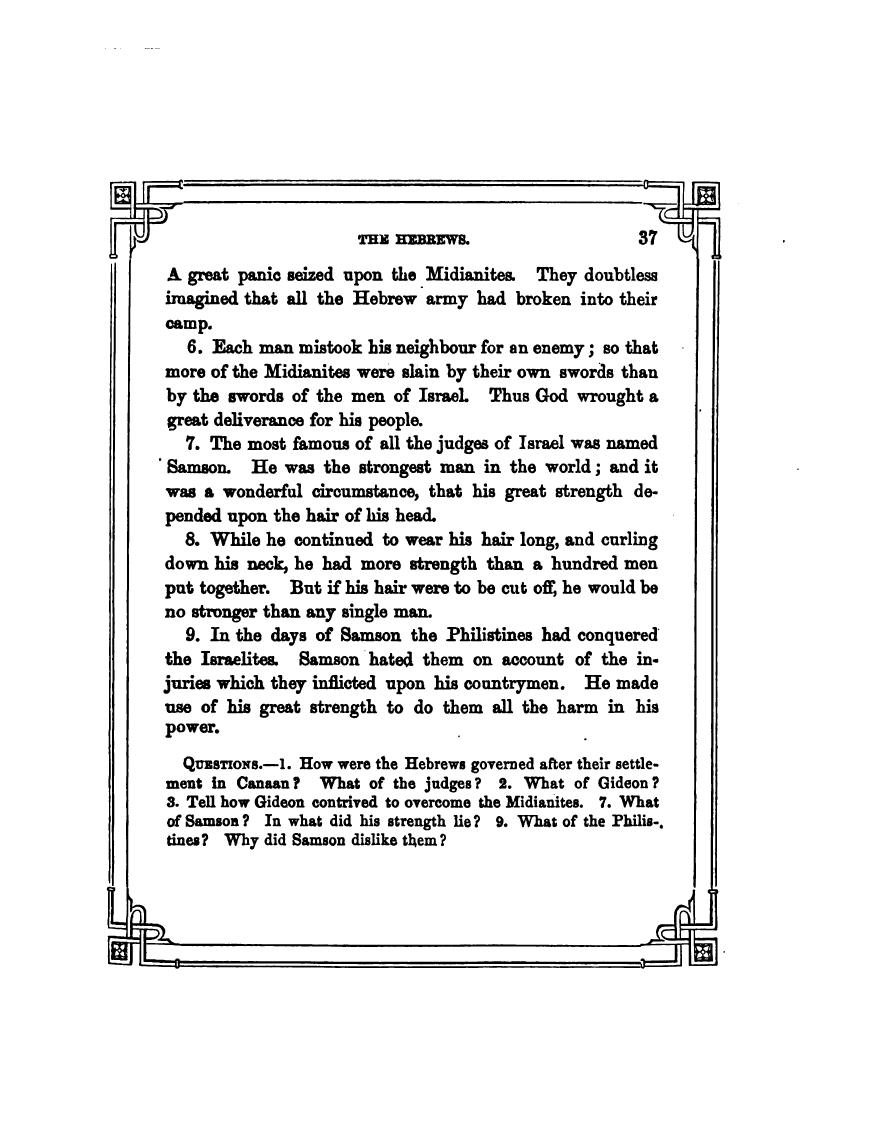 THE HEBREWS. 37
A great panic seized upon the Midianites. They doubtless
imagined that all the Hebrew army had broken into their
camp.
6. Each man mistook his neighbour for an enemy; so that
more of the Midianites were slain by their own swords than
by the swords of the men of Israel. Thus God wrought a
great deliverance for his people.
7. The most famous of all the judges of Israel was named
Samson. He was the strongest man in the world; and it
was a wonderful circumstance, that his great strength de-
pended upon the hair of his head.
8. While he continued to wear his hair long, and curling
down his neck, he had more strength than a hundred men
put together. But if his hair were to be cut off, he would be
no stronger than any single man.
9. In the days of Samson the Philistines had conquered
the Israelites. Samson hated them on account of the in-
juries which they inflicted upon his countrymen. He made
use of his great strength to do them all the harm in his
power.
QUESTIONS.—1. How were the Hebrews governed after their settle-
ment in Canaan? What of the judges? 2. What of Gideon?
3. Tell how Gideon contrived to overcome the Midianites. 7. What
of Samson? In what did his strength lie? 9. What of the Philis-
tines? Why did Samson dislike them?